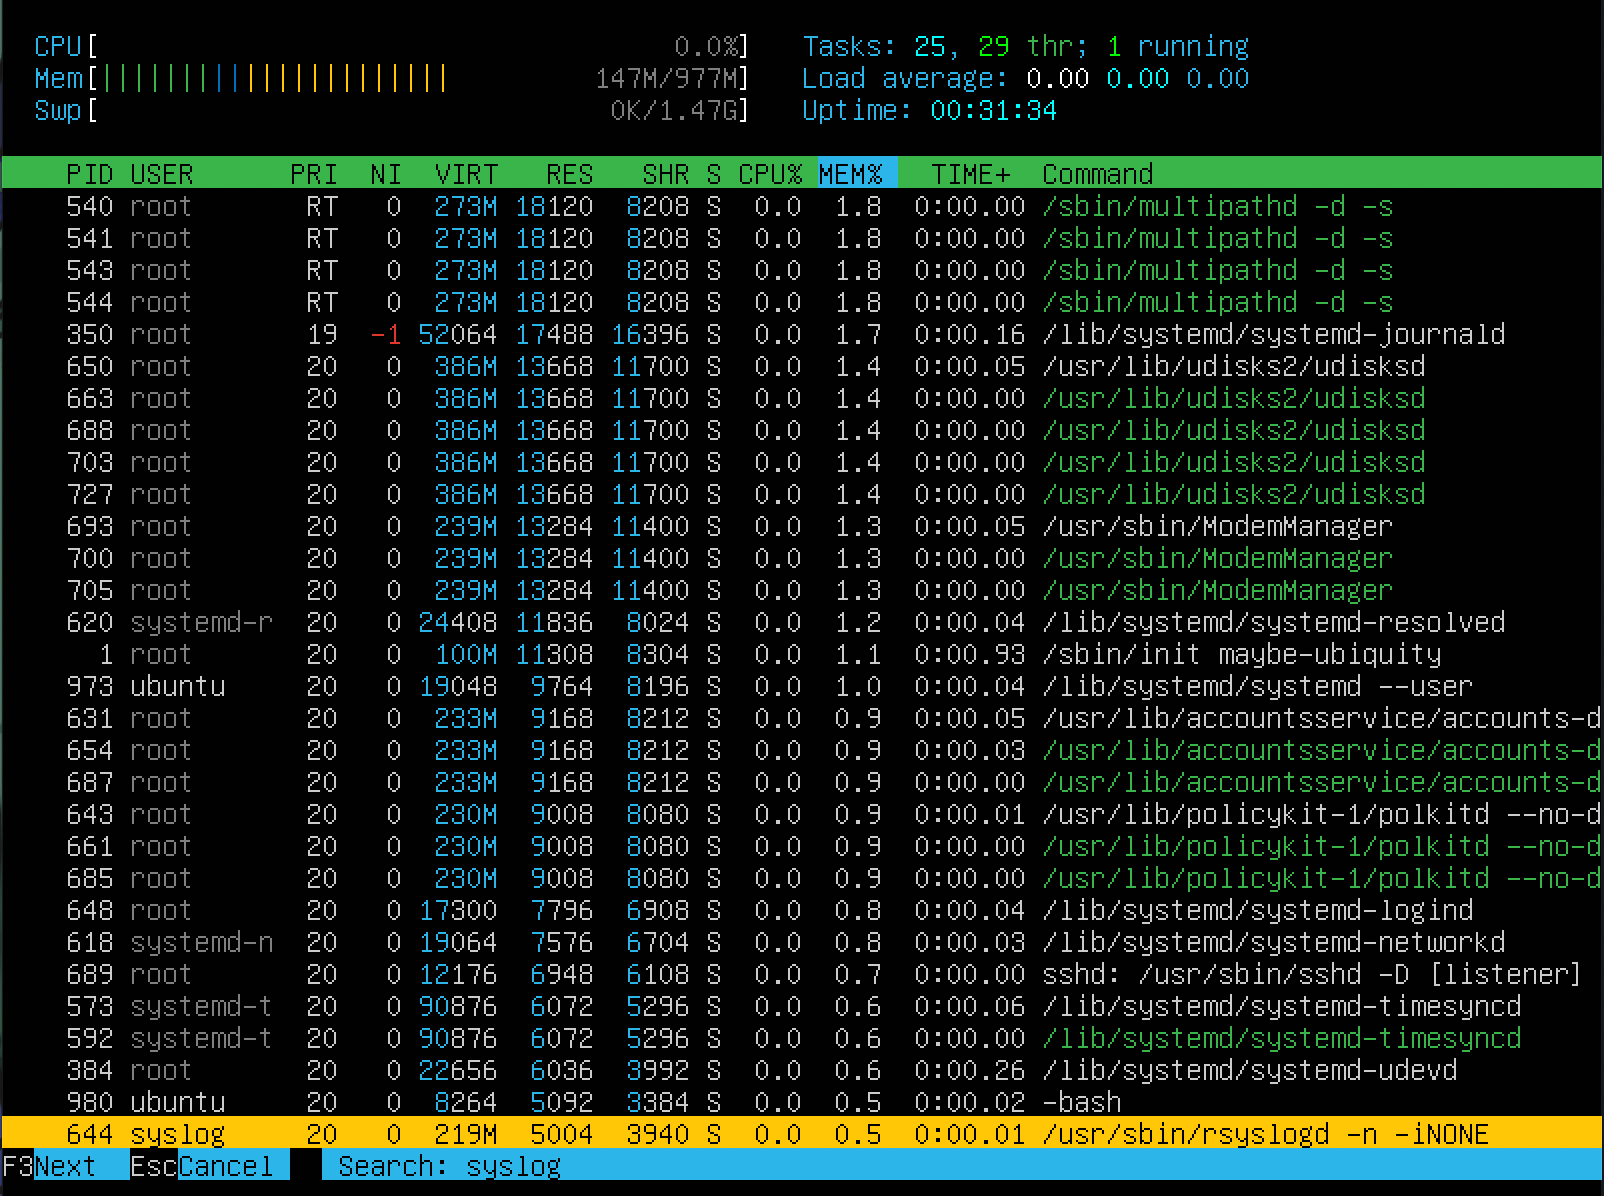 CPU[ 0.0%] Tasks: 25, 29 thr; 1 running
Mem[||||||||||||||||||||||   147M/977M] Load average: 0.00 0.00 0.00
Swp[ 0K/1.47G] Uptime: 00:31:34
PID USER PRI NI VIRT RES SHR S CPU% MEM% TIME+ Command
540 root RT 0 273M 18120 8208 S 0.0 1.8 0:00.00 /sbin/multipathd -d -s
541 root RT 0 273M 18120 8208 S 0.0 1.8 0:00.00 /sbin/multipathd -d -s
543 root RT 0 273M 18120 8208 S 0.0 1.8 0:00.00 /sbin/multipathd -d -s
544 root RT 0 273M 18120 8208 S 0.0 1.8 0:00.00 /sbin/multipathd -d -s
350 root 19 -1 52064 17488 16396 S 0.0 1.7 0:00.16 /lib/systemd/systemd-journald
650 root 20 0 386M 13668 11700 S 0.0 1.4 0:00.05 /usr/lib/udisks2/udisksd
663 root 20 0 386M 13668 11700 S 0.0 1.4 0:00.00 /usr/lib/udisks2/udisksd
688 root 20 0 386M 13668 11700 S 0.0 1.4 0:00.00 /usr/lib/udisks2/udisksd
703 root 20 0 386M 13668 11700 S 0.0 1.4 0:00.00 /usr/lib/udisks2/udisksd
727 root 20 0 386M 13668 11700 S 0.0 1.4 0:00.00 /usr/lib/udisks2/udisksd
693 root 20 0 239M 13284 11400 S 0.0 1.3 0:00.05 /usr/sbin/ModemManager
700 root 20 0 239M 13284 11400 S 0.0 1.3 0:00.00 /usr/sbin/ModemManager
705 root 20 0 239M 13284 11400 S 0.0 1.3 0:00.00 /usr/sbin/ModemManager
620 systemd-r 20 0 24408 11836 8024 S 0.0 1.2 0:00.04 /lib/systemd/systemd-resolved
1 root 20 0 100M 11308 8304 S 0.0 1.1 0:00.93 /sbin/init maybe-ubiquity
973 ubuntu 20 0 19048 9764 8196 S 0.0 1.0 0:00.04 /lib/systemd/systemd --user
631 root 20 0 233M 9168 8212 S 0.0 0.9 0:00.05 /usr/lib/accountsservice/accounts-d
654 root 20 0 233M 9168 8212 S 0.0 0.9 0:00.03 /usr/lib/accountsservice/accounts-d
687 root 20 0 233M 9168 8212 S 0.0 0.9 0:00.00 /usr/lib/accountsservice/accounts-d
643 root 20 0 230M 9008 8080 S 0.0 0.9 0:00.01 /usr/lib/policykit-1/polkitd --no-d
661 root 20 0 230M 9008 8080 S 0.0 0.9 0:00.00 /usr/lib/policykit-1/polkitd --no-d
685 root 20 0 230M 9008 8080 S 0.0 0.9 0:00.00 /usr/lib/policykit-1/polkitd --no-d
648 root 20 0 17300 7796 6908 S 0.0 0.8 0:00.04 /lib/systemd/systemd-logind
618 systemd-n 20 0 19064 7576 6704 S 0.0 0.8 0:00.03 /lib/systemd/systemd-networkd
689 root 20 0 12176 6948 6108 S 0.0 0.7 0:00.00 sshd: /usr/sbin/sshd -D [listener]
573 systemd-t 20 0 90876 6072 5296 S 0.0 0.6 0:00.06 /lib/systemd/systemd-timesyncd
592 systemd-t 20 0 90876 6072 5296 S 0.0 0.6 0:00.00 /lib/systemd/systemd-timesyncd
384 root 20 0 22656 6036 3992 S 0.0 0.6 0:00.26 /lib/systemd/systemd-udevd
980 ubuntu 20 0 8264 5092 3384 S 0.0 0.5 0:00.02 -bash
644 syslog 20 0 219M 5004 3940 S 0.0 0.5 0:00.01 /usr/sbin/rsyslogd -n -iNONE
F3Next EscCancel Search: syslog